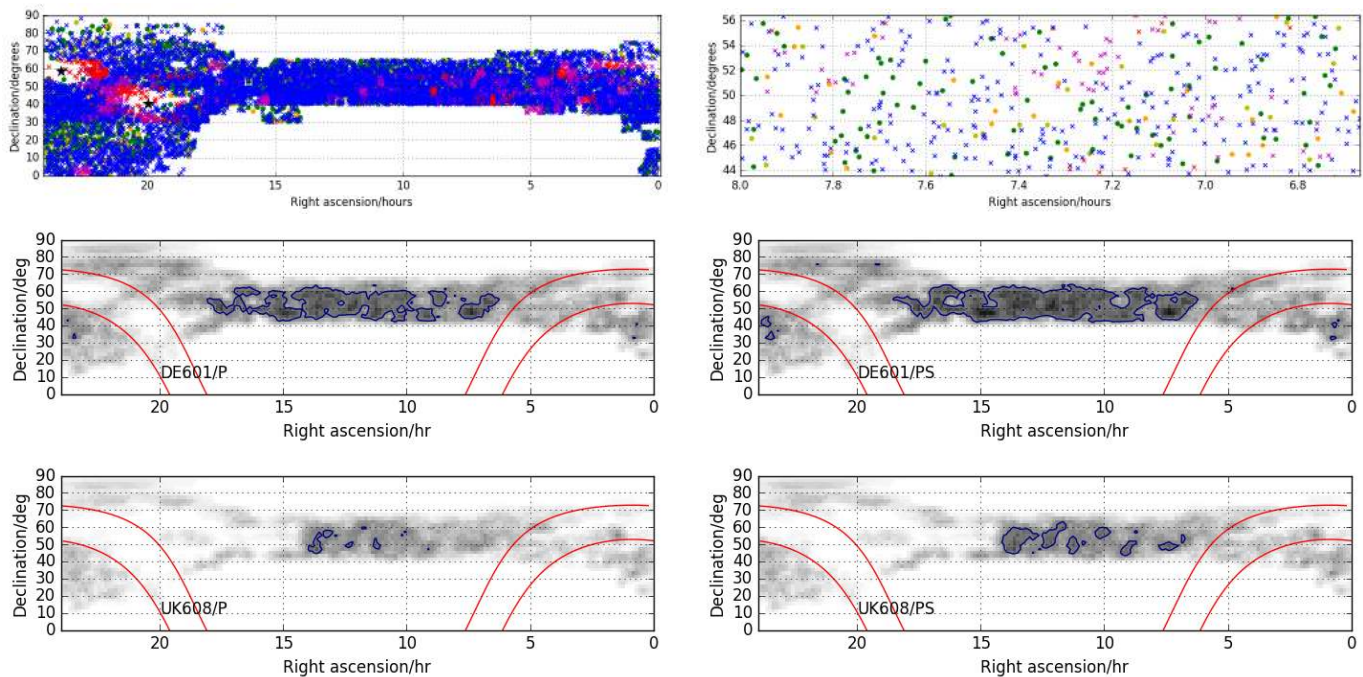 90
80
70
60
50
40
30
20
10
0
Declination/degrees
20 15 10 5 0
Right ascension/hours
56
54
52
50
48
46
44
Declination/degrees
8.0 7.8 7.6 7.4 7.2 7.0 6.8
Right ascension/hours
90
80
70
60
50
40
30
20
10
0
Declination/deg
DE601/P
20 15 10 5 0
Right ascension/hr
90
80
70
60
50
40
30
20
10
0
Declination/deg
DE601/PS
20 15 10 5 0
Right ascension/hr
90
80
70
60
50
40
30
20
10
0
Declination/deg
UK608/P
20 15 10 5 0
Right ascension/hr
90
80
70
60
50
40
30
20
10
0
Declination/deg
UK608/PS
20 15 10 5 0
Right ascension/hr